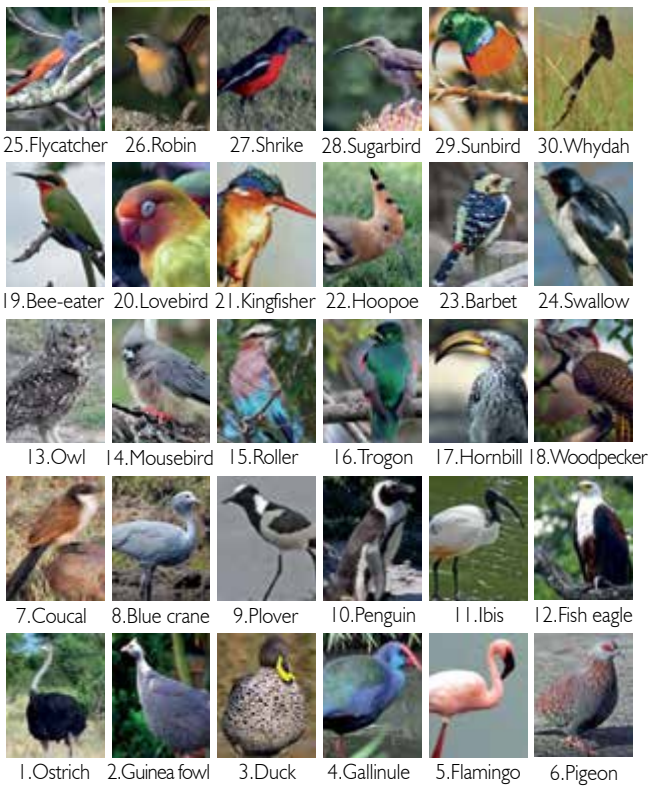 25.Flycatcher 26.Robin 27.Shrike 28.Sugarbird 29.Sunbird 30.Whydah
19.Bee-eater 20.Lovebird 21.Kingfisher 22.Hoopoe 23.Barbet 24.Swallow
13.Owl 14.Mousebird 15.Roller 16.Trogon 17.Hornbill 18.Woodpecker
7.Coucal 8.Blue crane 9.Plover 10.Penguin 11.Ibis 12.Fish eagle
1.Ostrich 2.Guinea fowl 3.Duck 4.Gallinule 5.Flamingo 6.Pigeon